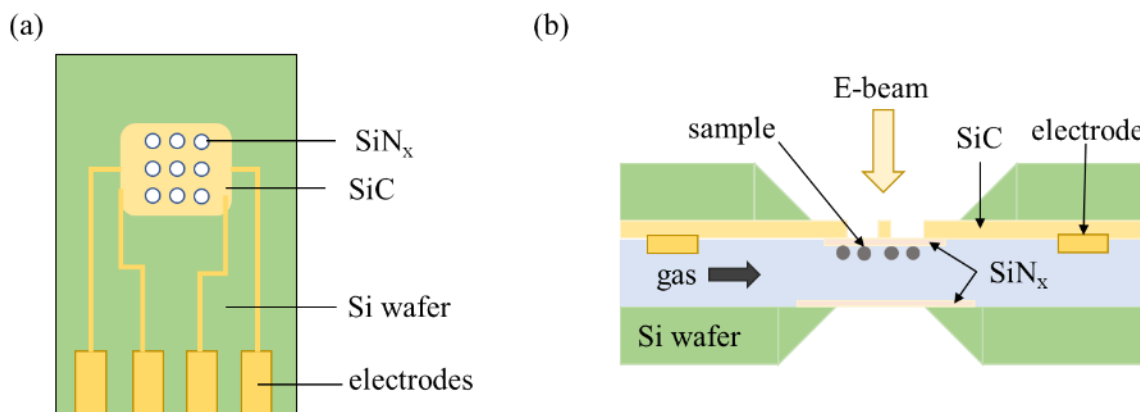 (a)
SiNₓ
SiC
Si wafer
electrodes
(b)
E-beam
sample
SiC
electrode
gas
SiNₓ
Si wafer